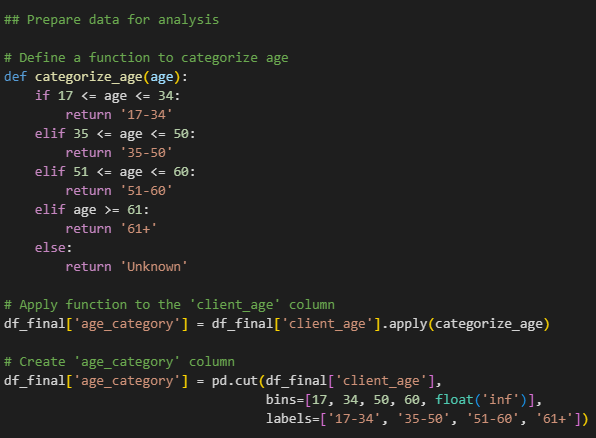 ## Prepare data for analysis
# Define a function to categorize age
def categorize_age(age):
    if 17 <= age <= 34:
        return '17-34'
    elif 35 <= age <= 50:
        return '35-50'
    elif 51 <= age <= 60:
        return '51-60'
    elif age >= 61:
        return '61+'
    else:
        return 'Unknown'
# Apply function to the 'client_age' column
df_final['age_category'] = df_final['client_age'].apply(categorize_age)
# Create 'age_category' column
df_final['age_category'] = pd.cut(df_final['client_age'],
                                  bins=[17, 34, 50, 60, float('inf')],
                                  labels=['17-34', '35-50', '51-60', '61+'])